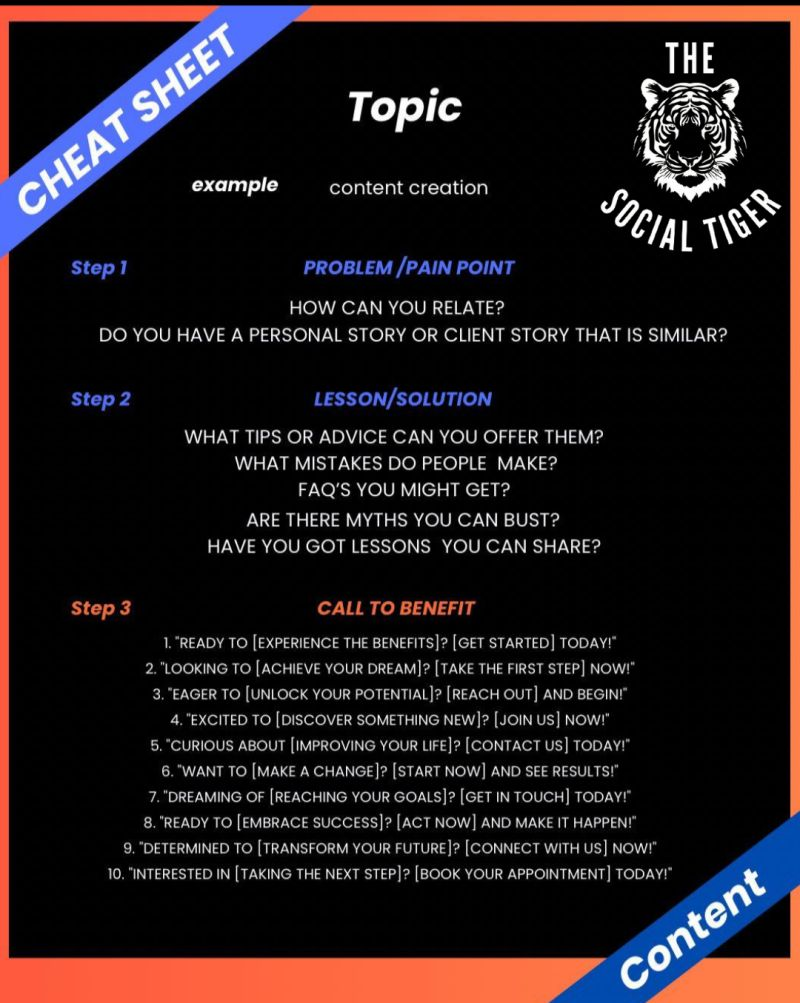 CHEAT SHEET
THE
SOCIAL TIGER
Topic
example content creation
Step 1 PROBLEM /PAIN POINT
HOW CAN YOU RELATE?
DO YOU HAVE A PERSONAL STORY OR CLIENT STORY THAT IS SIMILAR?
Step 2 LESSON/SOLUTION
WHAT TIPS OR ADVICE CAN YOU OFFER THEM?
WHAT MISTAKES DO PEOPLE MAKE?
FAQ'S YOU MIGHT GET?
ARE THERE MYTHS YOU CAN BUST?
HAVE YOU GOT LESSONS YOU CAN SHARE?
Step 3 CALL TO BENEFIT
1. "READY TO [EXPERIENCE THE BENEFITS]? [GET STARTED] TODAY!"
2. "LOOKING TO [ACHIEVE YOUR DREAM]? [TAKE THE FIRST STEP] NOW!"
3. "EAGER TO [UNLOCK YOUR POTENTIAL]? [REACH OUT] AND BEGIN!"
4. "EXCITED TO [DISCOVER SOMETHING NEW]? [JOIN US] NOW!"
5. "CURIOUS ABOUT [IMPROVING YOUR LIFE]? [CONTACT US] TODAY!"
6. "WANT TO [MAKE A CHANGE]? [START NOW] AND SEE RESULTS!"
7. "DREAMING OF [REACHING YOUR GOALS]? [GET IN TOUCH] TODAY!"
8. "READY TO [EMBRACE SUCCESS]? [ACT NOW] AND MAKE IT HAPPEN!"
9. "DETERMINED TO [TRANSFORM YOUR FUTURE]? [CONNECT WITH US] NOW!"
10. "INTERESTED IN [TAKING THE NEXT STEP]? [BOOK YOUR APPOINTMENT] TODAY!"
Content